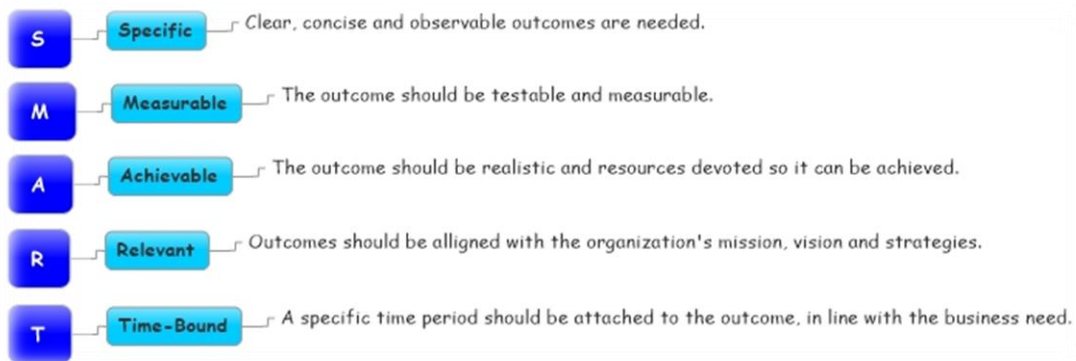 S Specific Clear, concise and observable outcomes are needed.
M Measurable The outcome should be testable and measurable.
A Achievable The outcome should be realistic and resources devoted so it can be achieved.
R Relevant Outcomes should be alligned with the organization's mission, vision and strategies.
T Time-Bound A specific time period should be attached to the outcome, in line with the business need.